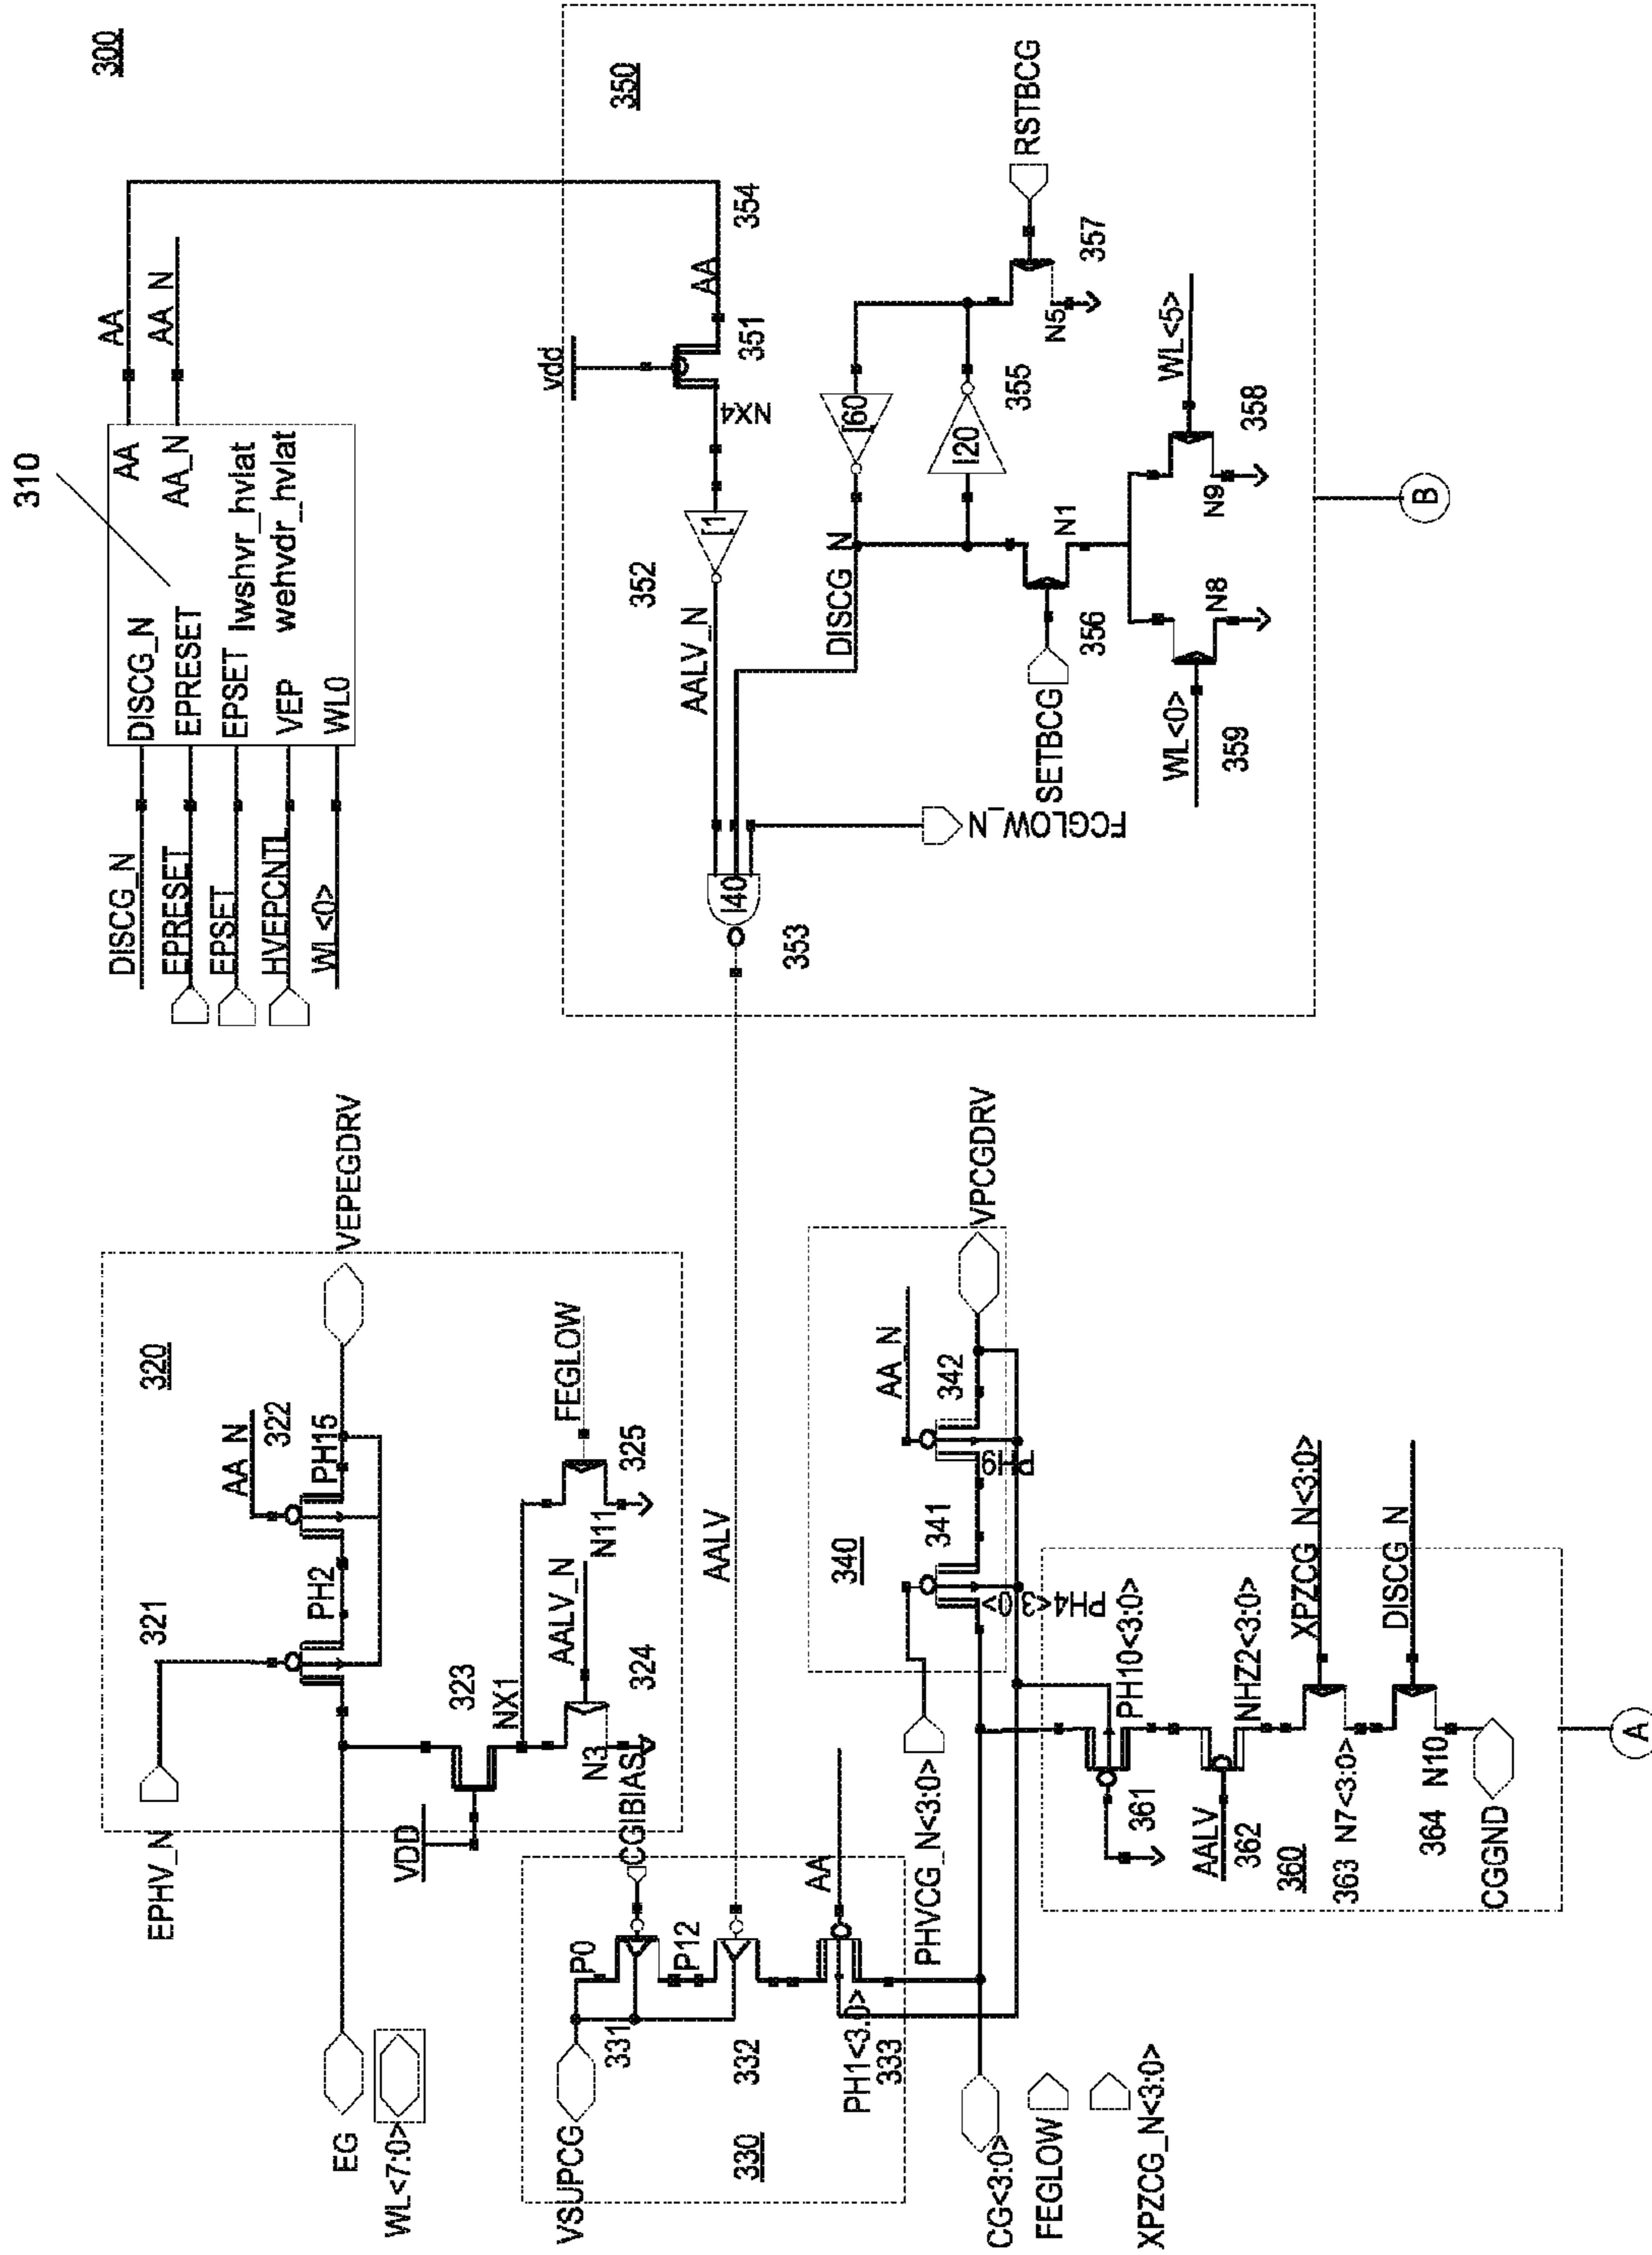 300
310
DISCG_N
EPRESET
EPSET
HVEPCNTL
WL<0>
DISCG_N
EPRESET
EPSET
VEP
WL0
lwshvr_hvlat
wehvdr_hvlat
AA
AA_N
AA
AA_N
320
EPHV_N
321
PH2
AA_N
322
PH15
VEPEGDRV
EG
WL<7:0>
VDD
323
NX1
AALV_N
N3
324
FEGLOW
N11
325
330
VSUPCG
P0
331
CGIBIAS
P12
332
AALV
AA
PH1<3:0>
333
340
PHVCG_N<3:0>
341
PH4<3:0>
AA_N
342
PH9
VPCGDRV
CG<3:0>
FEGLOW
XPZCG_N<3:0>
350
vdd
351
NX4
AA
354
I1
352
AALV_N
I40
353
DISCG_N
FCGLOW_N
I60
I20
355
RSTBCG
357
N5
SETBCG
356
N1
WL<0>
359
N8
WL<5>
358
N9
B
360
361
PH10<3:0>
AALV
362
NHZ2<3:0>
XPZCG_N<3:0>
363 N7<3:0>
DISCG_N
364 N10
CGGND
A